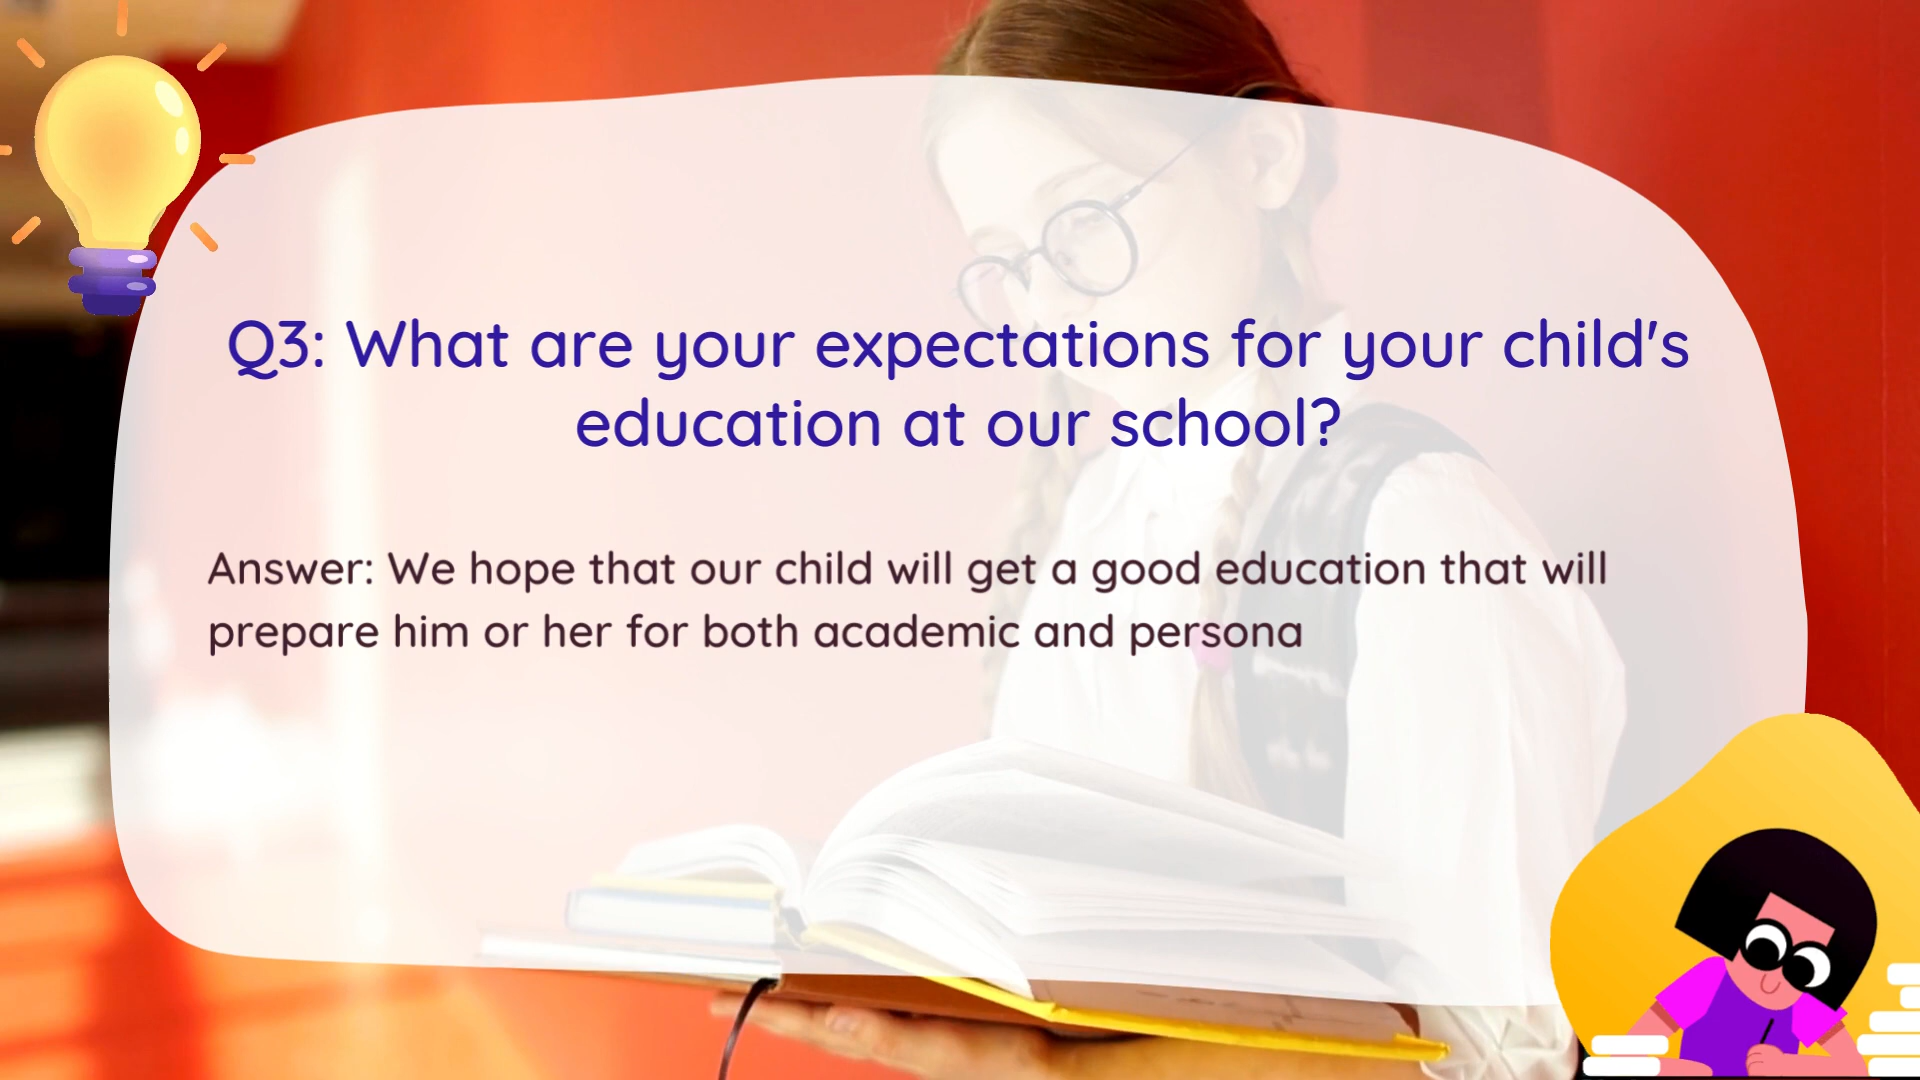 Q3: What are your expectations for your child's
education at our school?
Answer: We hope that our child will get a good education that will
prepare him or her for both academic and persona